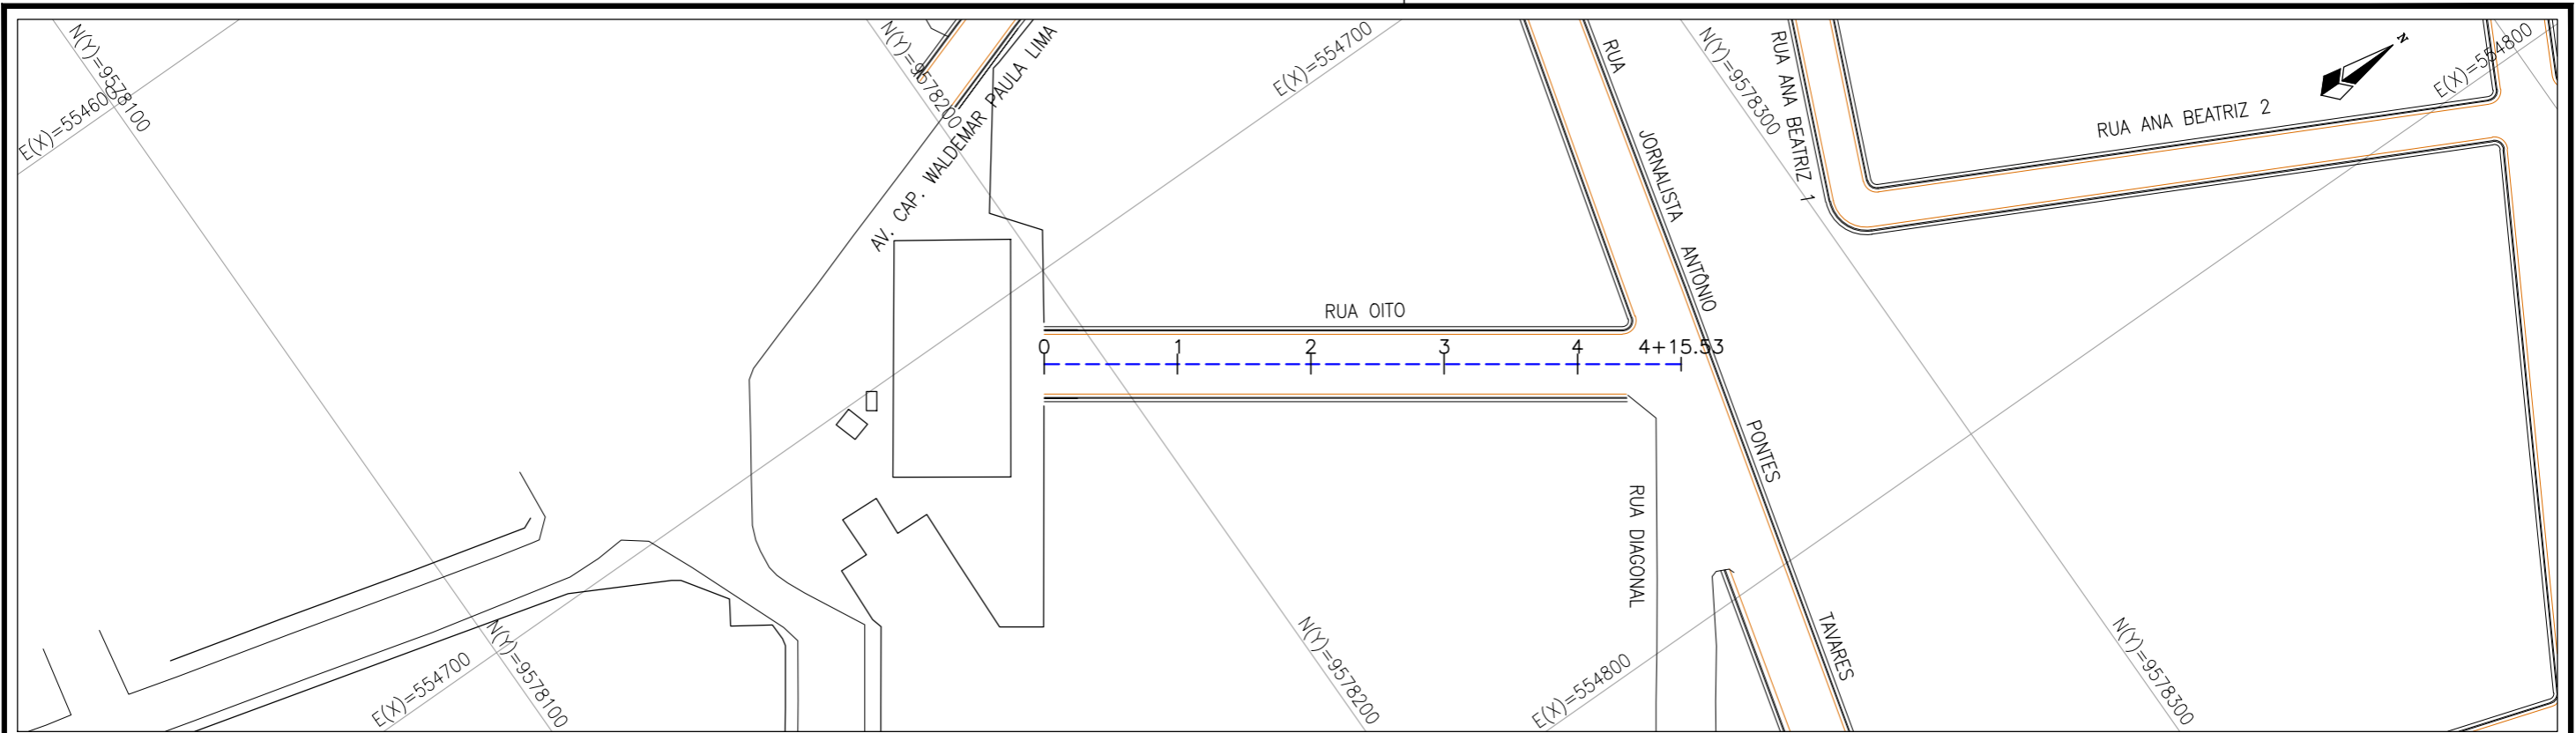 N(Y)=9578100
E(X)=554600
N(Y)=9578200
AV. CAP. WALDEMAR PAULA LIMA
E(X)=554700
RUA JORNALISTA ANTÔNIO PONTES TAVARES
N(Y)=9578300
RUA ANA BEATRIZ 1
RUA ANA BEATRIZ 2
N
E(X)=554800
RUA OITO
0 1 2 3 4 4+15.53
RUA DIAGONAL
E(X)=554700
N(Y)=9578100
N(Y)=9578200
E(X)=554800
N(Y)=9578300